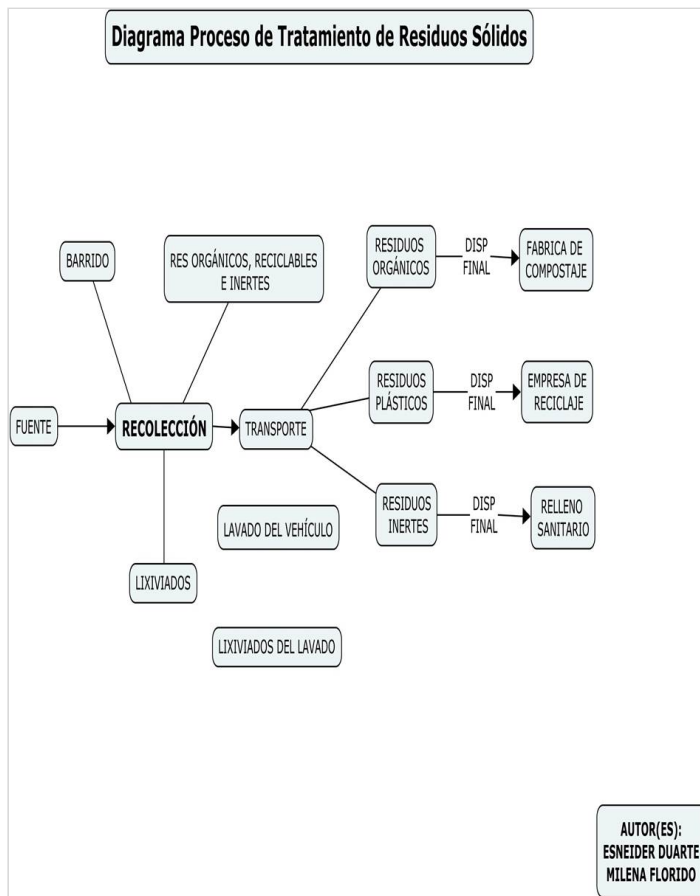 Diagrama Proceso de Tratamiento de Residuos Sólidos
BARRIDO
RES ORGÁNICOS, RECICLABLES
E INERTES
RESIDUOS
ORGÁNICOS
DISP
FINAL
FABRICA DE
COMPOSTAJE
FUENTE
RECOLECCIÓN
TRANSPORTE
RESIDUOS
PLÁSTICOS
DISP
FINAL
EMPRESA DE
RECICLAJE
RESIDUOS
INERTES
DISP
FINAL
RELLENO
SANITARIO
LAVADO DEL VEHÍCULO
LIXIVIADOS
LIXIVIADOS DEL LAVADO
AUTOR(ES):
ESNEIDER DUARTE
MILENA FLORIDO